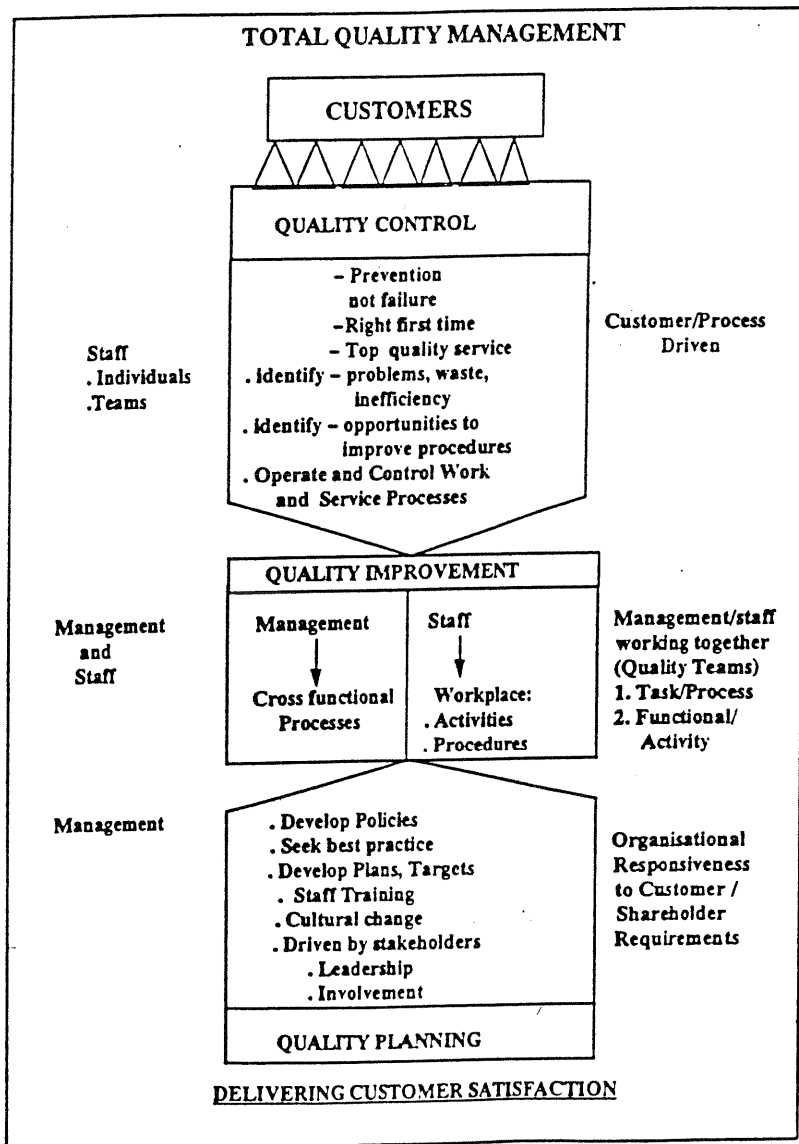 TOTAL QUALITY MANAGEMENT
CUSTOMERS
QUALITY CONTROL
– Prevention
not failure
– Right first time
– Top quality service
. identify – problems, waste,
inefficiency
. identify – opportunities to
improve procedures
. Operate and Control Work
and Service Processes
Staff
. Individuals
. Teams
Customer/Process
Driven
QUALITY IMPROVEMENT
Management
Cross functional
Processes
Staff
Workplace:
. Activities
. Procedures
Management
and
Staff
Management/staff
working together
(Quality Teams)
1. Task/Process
2. Functional/
Activity
Management
. Develop Policies
. Seek best practice
. Develop Plans, Targets
. Staff Training
. Cultural change
. Driven by stakeholders
. Leadership
. Involvement
Organisational
Responsiveness
to Customer /
Shareholder
Requirements
QUALITY PLANNING
DELIVERING CUSTOMER SATISFACTION